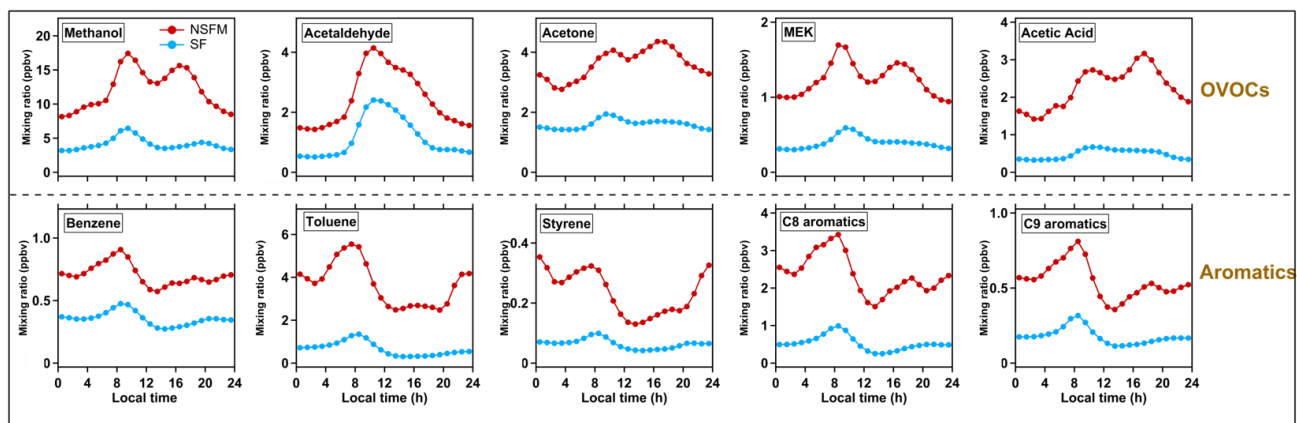 Methanol
NSFM
SF
Acetaldehyde
Acetone
MEK
Acetic Acid
OVOCs
Mixing ratio (ppbv)
20
15
10
5
0
Mixing ratio (ppbv)
4
2
0
Mixing ratio (ppbv)
4
2
0
Mixing ratio (ppbv)
2
1
0
Mixing ratio (ppbv)
4
3
2
1
0
Benzene
Toluene
Styrene
C8 aromatics
C9 aromatics
Aromatics
Mixing ratio (ppbv)
1.0
0.5
0
Mixing ratio (ppbv)
6
4
2
0
Mixing ratio (ppbv)
0.4
0.2
0
Mixing ratio (ppbv)
4
3
2
1
0
Mixing ratio (ppbv)
1.0
0.5
0
0 4 8 12 16 20 24
0 4 8 12 16 20 24
0 4 8 12 16 20 24
0 4 8 12 16 20 24
0 4 8 12 16 20 24
Local time
Local time (h)
Local time (h)
Local time (h)
Local time (h)